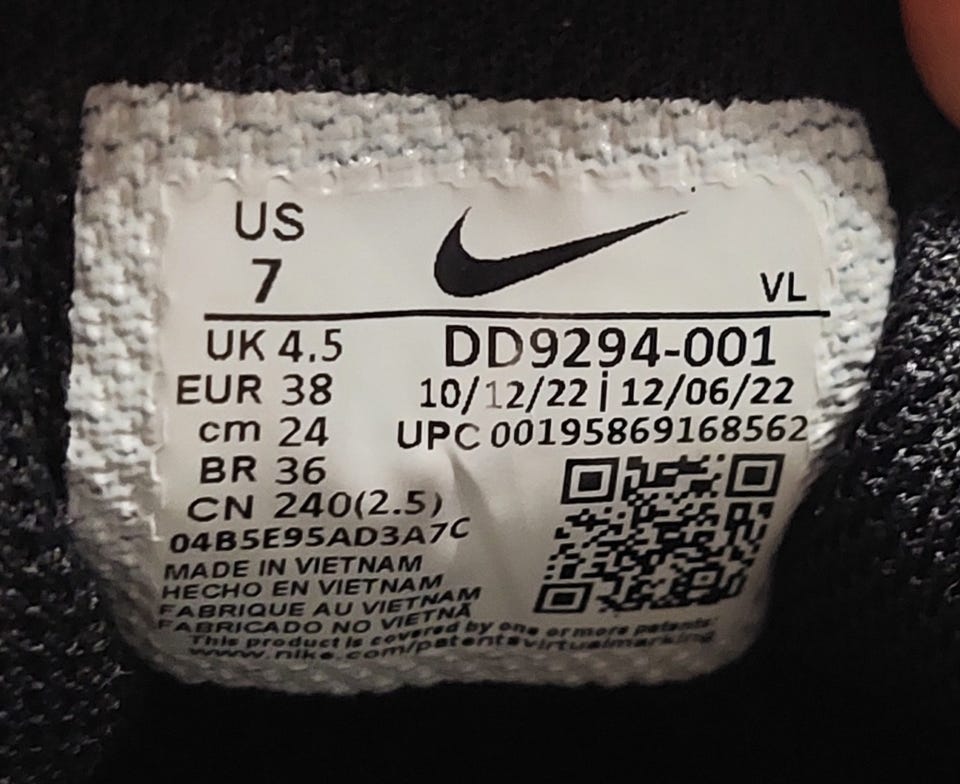 US
7
VL
UK 4.5
EUR 38
cm 24
BR 36
CN 240(2.5)
DD9294-001
10/12/22 | 12/06/22
UPC 00195869168562
04B5E95AD3A7C
MADE IN VIETNAM
HECHO EN VIETNAM
FABRIQUE AU VIETNAM
FABRICADO NO VIETNÃ
This product is covered by one or more patents:
www.nike.com/patentsvirtualmarking